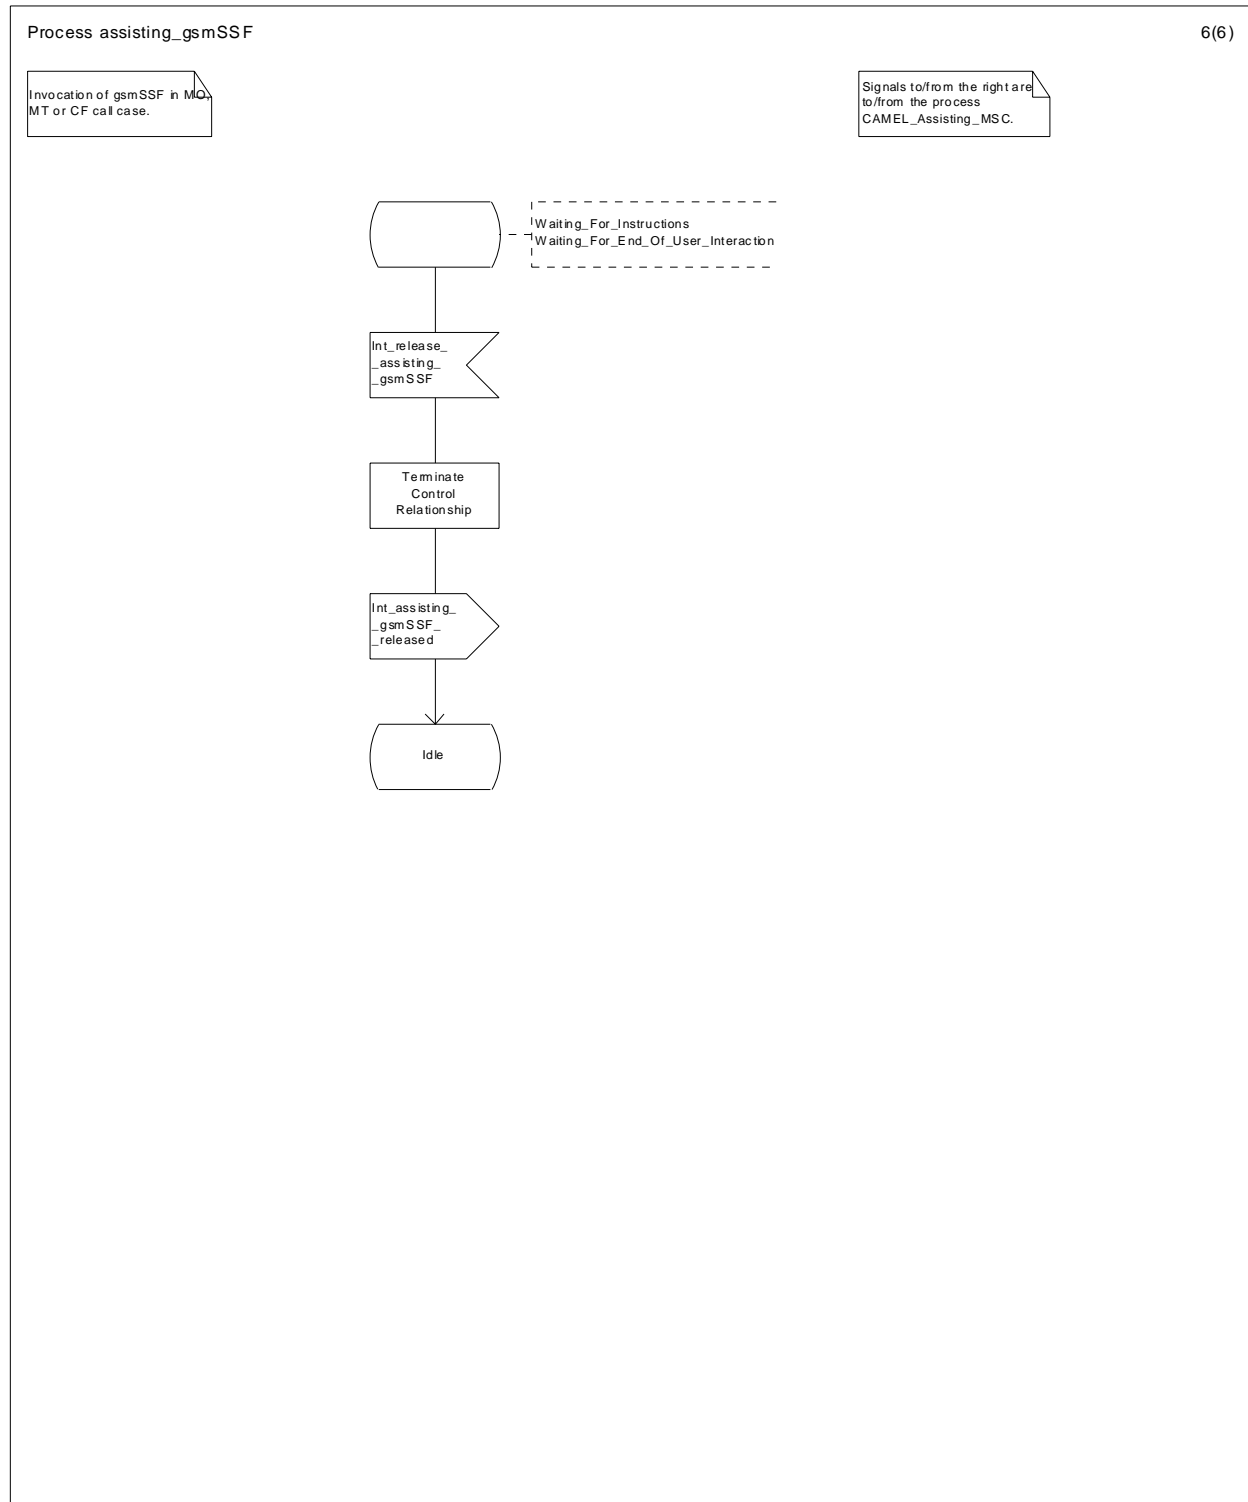 Process assisting_gsmSSF
6(6)
Invocation of gsmSSF in MO,
MT or CF call case.
Signals to/from the right are
to/from the process
CAMEL_Assisting_MSC.
Waiting_For_Instructions
Waiting_For_End_Of_User_Interaction
Int_release_
_assisting_
_gsmSSF
Terminate
Control
Relationship
Int_assisting_
_gsmSSF_
_released
Idle